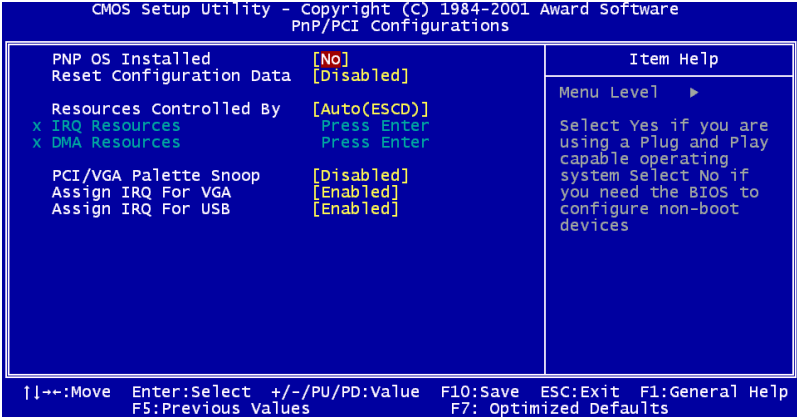 CMOS Setup Utility – Copyright (C) 1984–2001 Award Software
PnP/PCI Configurations
PNP OS Installed [No]
Reset Configuration Data [Disabled]
Resources Controlled By [Auto(ESCD)]
x IRQ Resources Press Enter
x DMA Resources Press Enter
PCI/VGA Palette Snoop [Disabled]
Assign IRQ For VGA [Enabled]
Assign IRQ For USB [Enabled]
Item Help
Menu Level ▶
Select Yes if you are
using a Plug and Play
capable operating
system Select No if
you need the BIOS to
configure non-boot
devices
↑↓→←:Move Enter:Select +/-/PU/PD:Value F10:Save ESC:Exit F1:General Help
F5:Previous Values F7: Optimized Defaults